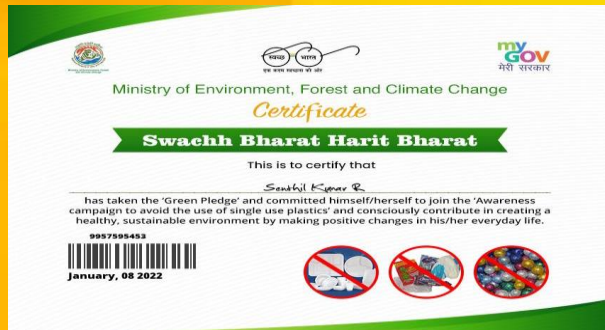 स्वच्छ भारत
एक कदम स्वच्छता की ओर
my
GOV
मेरी सरकार
Ministry of Environment, Forest and Climate Change
Certificate
Swachh Bharat Harit Bharat
This is to certify that
Senthil Kumar R
has taken the ‘Green Pledge’ and committed himself/herself to join the ‘Awareness
campaign to avoid the use of single use plastics’ and consciously contribute in creating a
healthy, sustainable environment by making positive changes in his/her everyday life.
9957595453
January, 08 2022